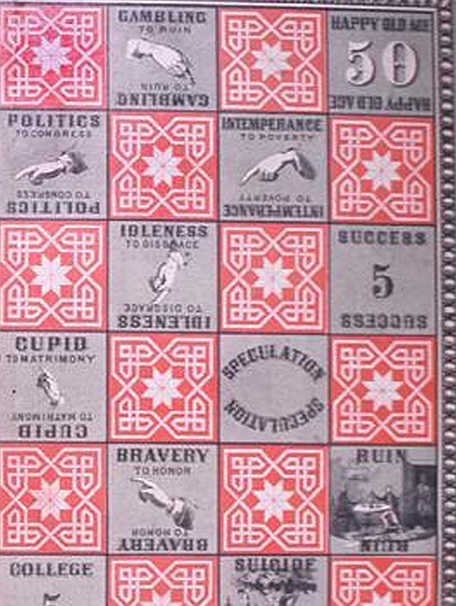 GAMBLING
TO RUIN
TO RUIN
GAMBLING
HAPPY OLD AGE
50
HAPPY OLD AGE
POLITICS
TO CONGRESS
TO CONGRESS
POLITICS
INTEMPERANCE
TO POVERTY
TO POVERTY
INTEMPERANCE
IDLENESS
TO DISGRACE
TO DISGRACE
IDLENESS
SUCCESS
5
SUCCESS
CUPID
TO MATRIMONY
TO MATRIMONY
CUPID
SPECULATION
SPECULATION
BRAVERY
TO HONOR
TO HONOR
BRAVERY
RUIN
RUIN
COLLEGE
5
SUICIDE